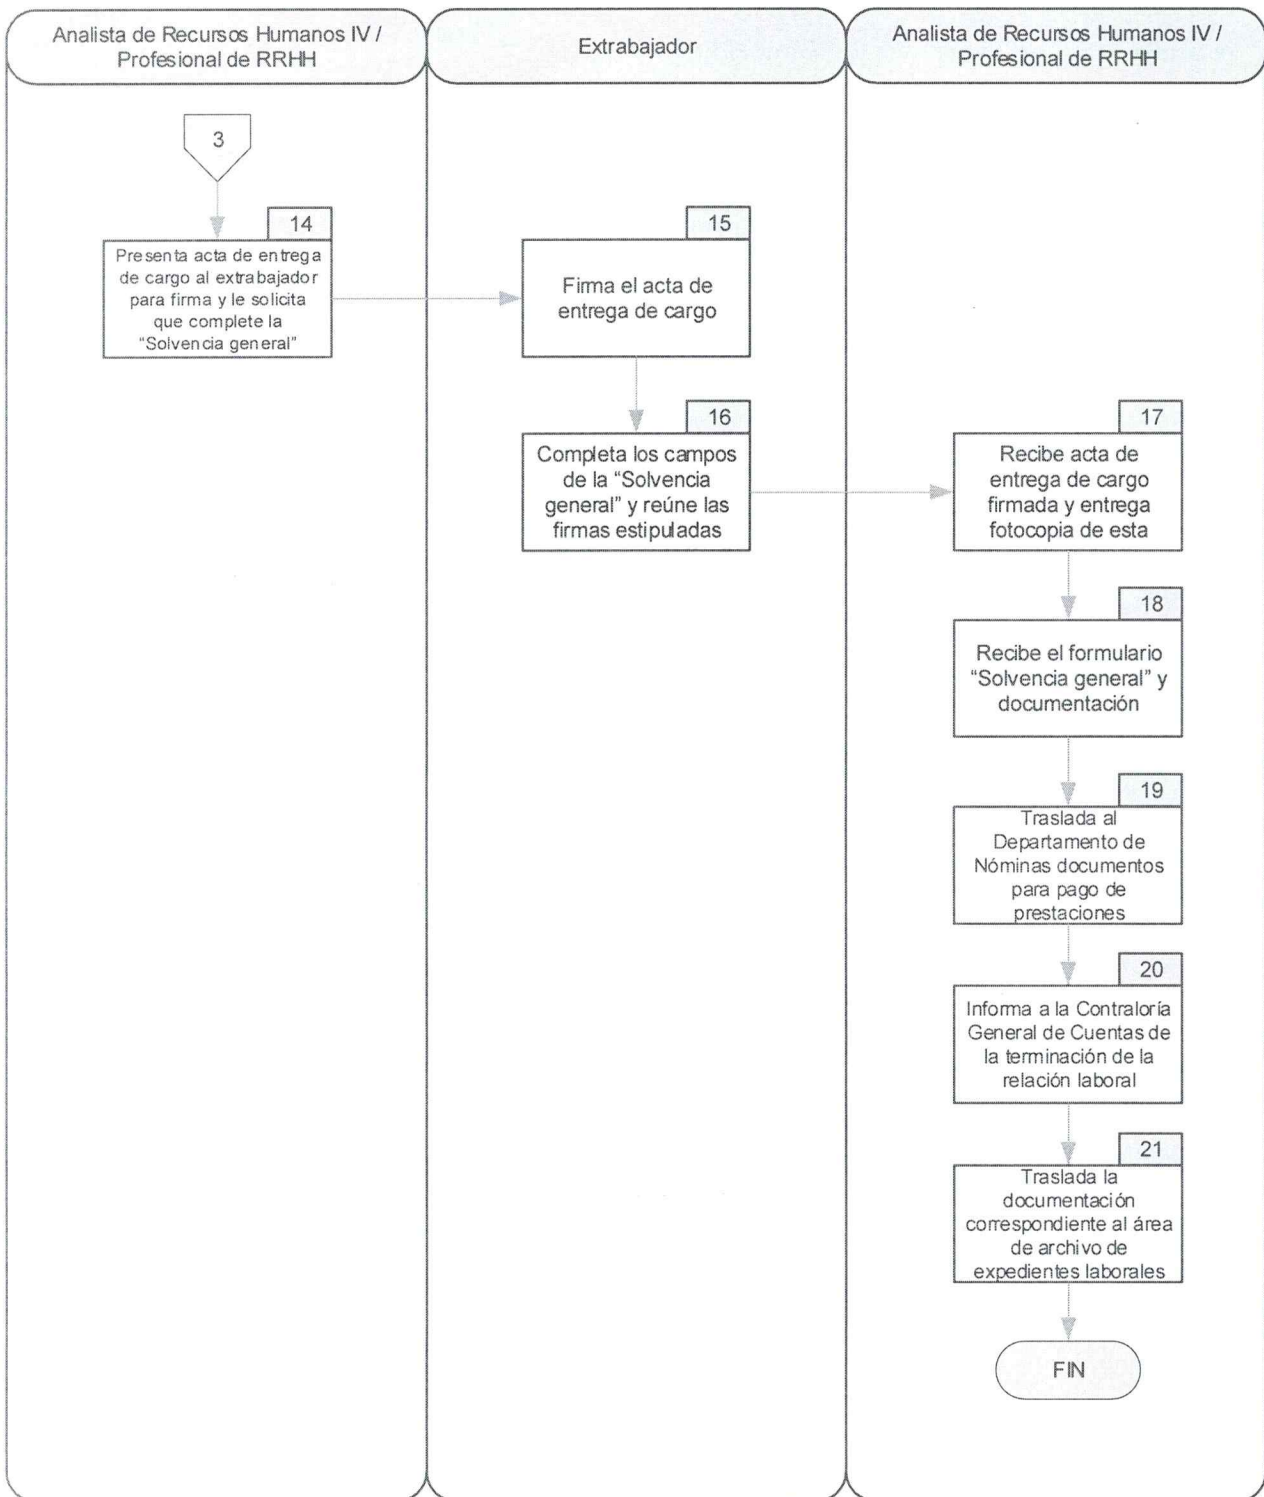 Analista de Recursos Humanos IV /
Profesional de RRHH
Extrabajador
Analista de Recursos Humanos IV /
Profesional de RRHH
3
14
Presenta acta de entrega
de cargo al extrabajador
para firma y le solicita
que complete la
“Solvencia general”
15
Firma el acta de
entrega de cargo
16
Completa los campos
de la “Solvencia
general” y reúne las
firmas estipuladas
17
Recibe acta de
entrega de cargo
firmada y entrega
fotocopia de esta
18
Recibe el formulario
“Solvencia general” y
documentación
19
Traslada al
Departamento de
Nóminas documentos
para pago de
prestaciones
20
Informa a la Contraloría
General de Cuentas de
la terminación de la
relación laboral
21
Traslada la
documentación
correspondiente al área
de archivo de
expedientes laborales
FIN